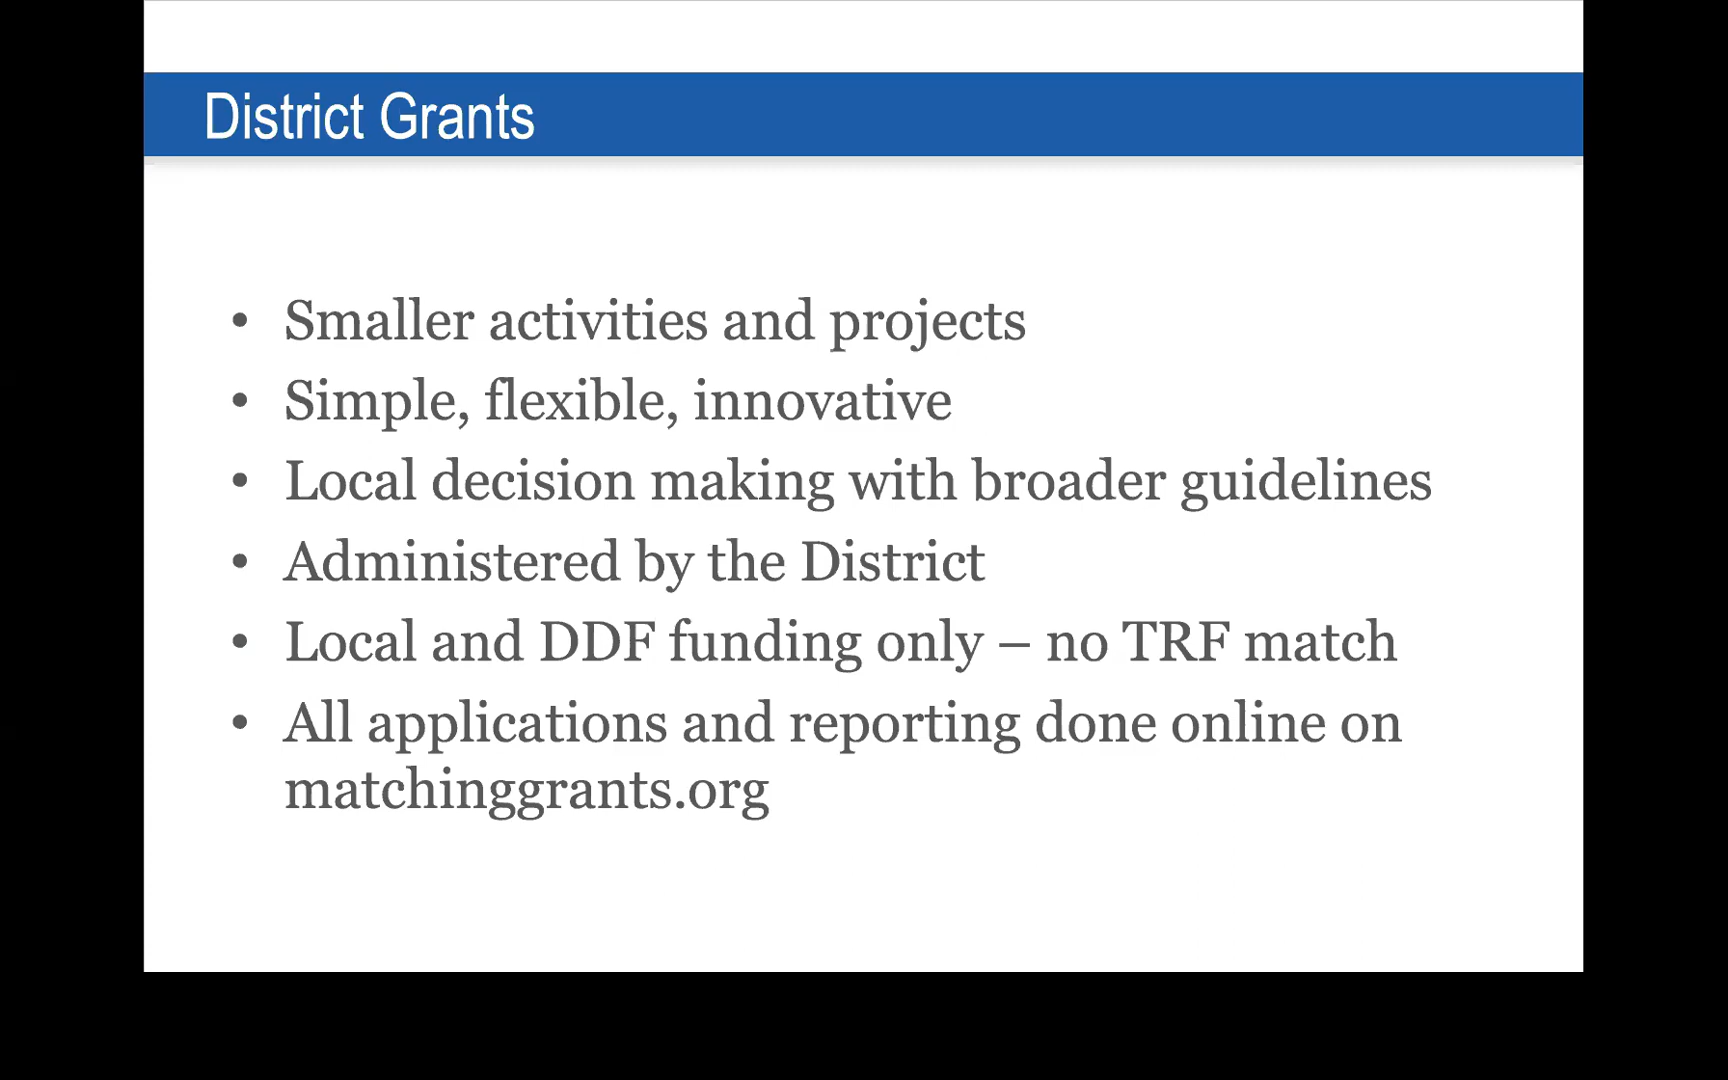 District Grants
• Smaller activities and projects
• Simple, flexible, innovative
• Local decision making with broader guidelines
• Administered by the District
• Local and DDF funding only – no TRF match
• All applications and reporting done online on
matchinggrants.org